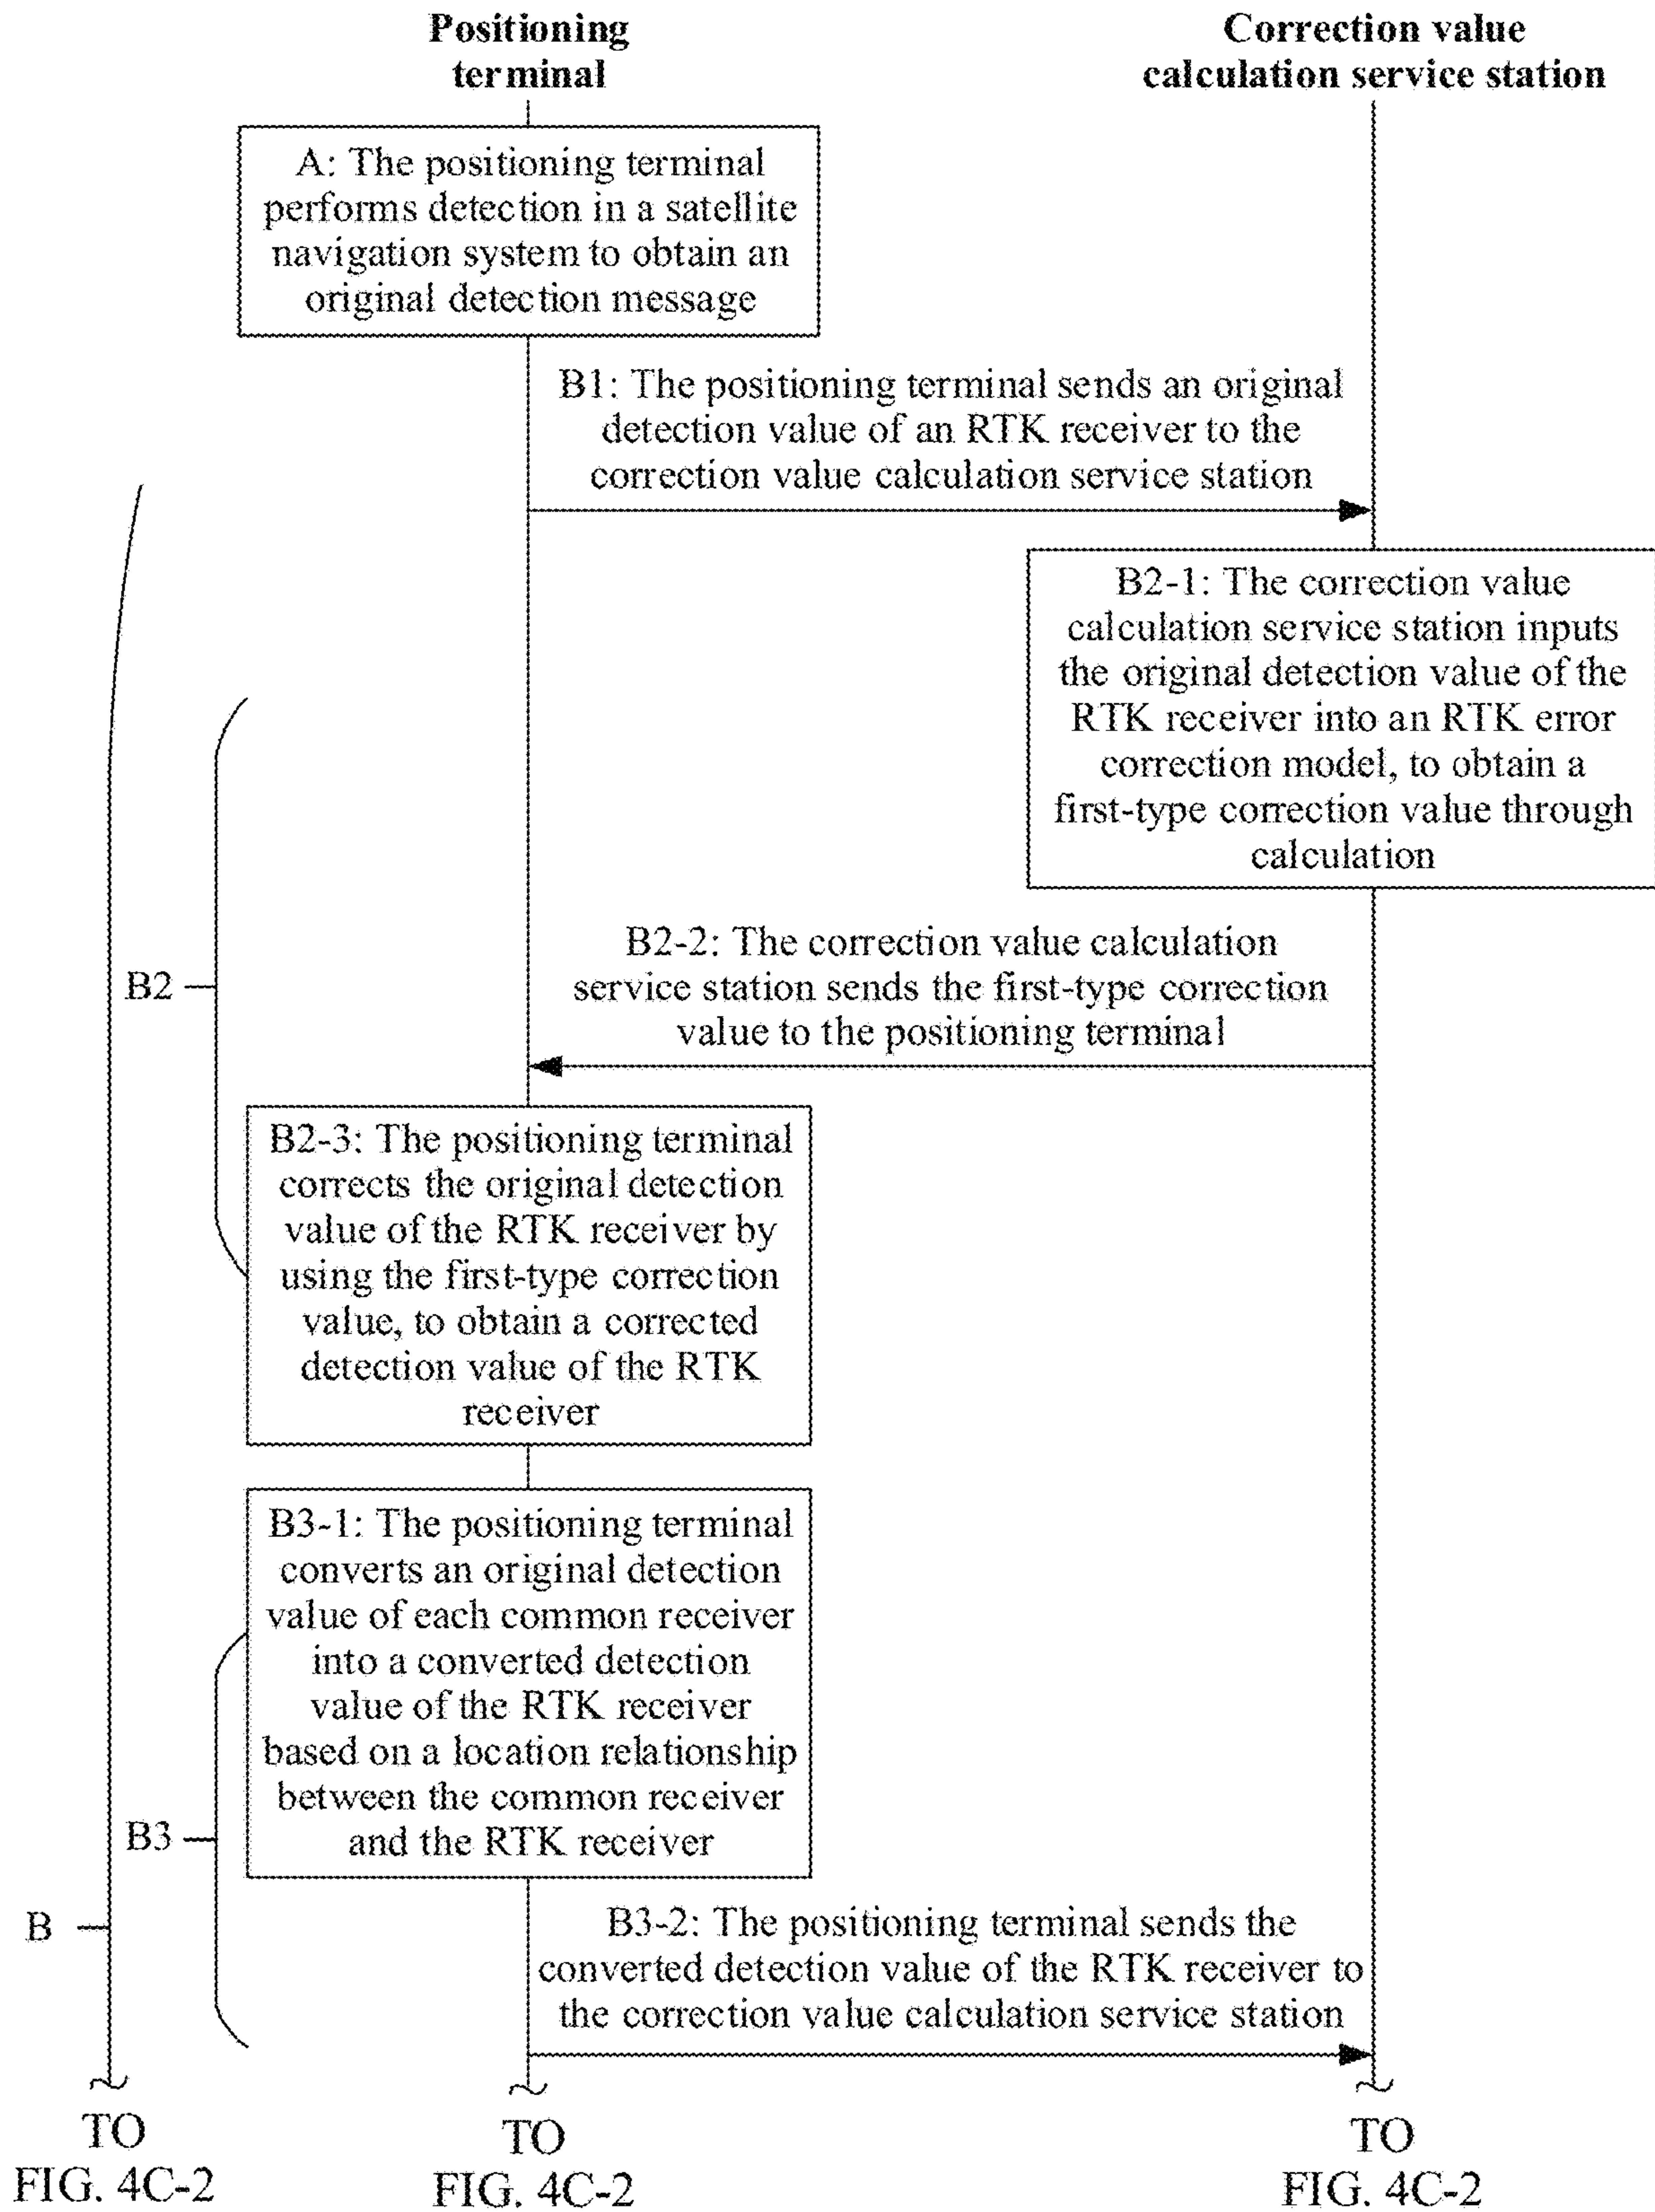 Positioning
terminal
Correction value
calculation service station
A: The positioning terminal
performs detection in a satellite
navigation system to obtain an
original detection message
B1: The positioning terminal sends an original
detection value of an RTK receiver to the
correction value calculation service station
B2-1: The correction value
calculation service station inputs
the original detection value of the
RTK receiver into an RTK error
correction model, to obtain a
first-type correction value through
calculation
B2-2: The correction value calculation
service station sends the first-type correction
value to the positioning terminal
B2
B2-3: The positioning terminal
corrects the original detection
value of the RTK receiver by
using the first-type correction
value, to obtain a corrected
detection value of the RTK
receiver
B3-1: The positioning terminal
converts an original detection
value of each common receiver
into a converted detection
value of the RTK receiver
based on a location relationship
between the common receiver
and the RTK receiver
B3
B
B3-2: The positioning terminal sends the
converted detection value of the RTK receiver to
the correction value calculation service station
TO
FIG. 4C-2
TO
FIG. 4C-2
TO
FIG. 4C-2